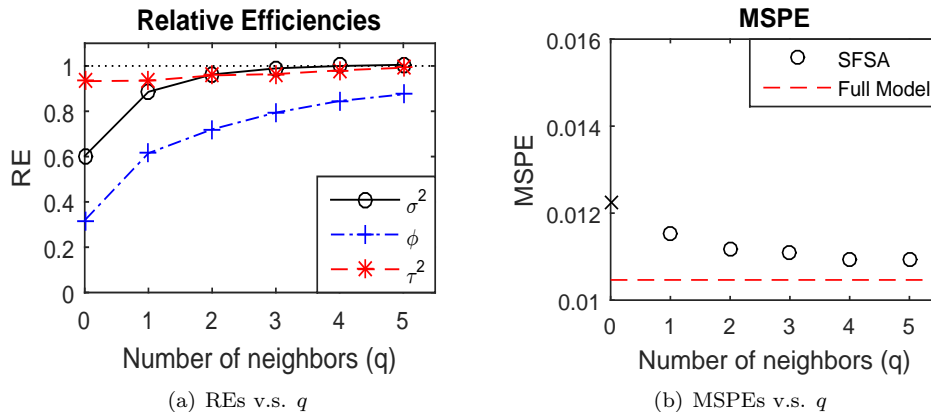 Relative Efficiencies
1
0.8
0.6
0.4
0.2
0
RE
σ²
ϕ
τ²
0 1 2 3 4 5
Number of neighbors (q)
(a) REs v.s. q
MSPE
0.016
0.014
0.012
0.01
MSPE
SFSA
Full Model
0 1 2 3 4 5
Number of neighbors (q)
(b) MSPEs v.s. q